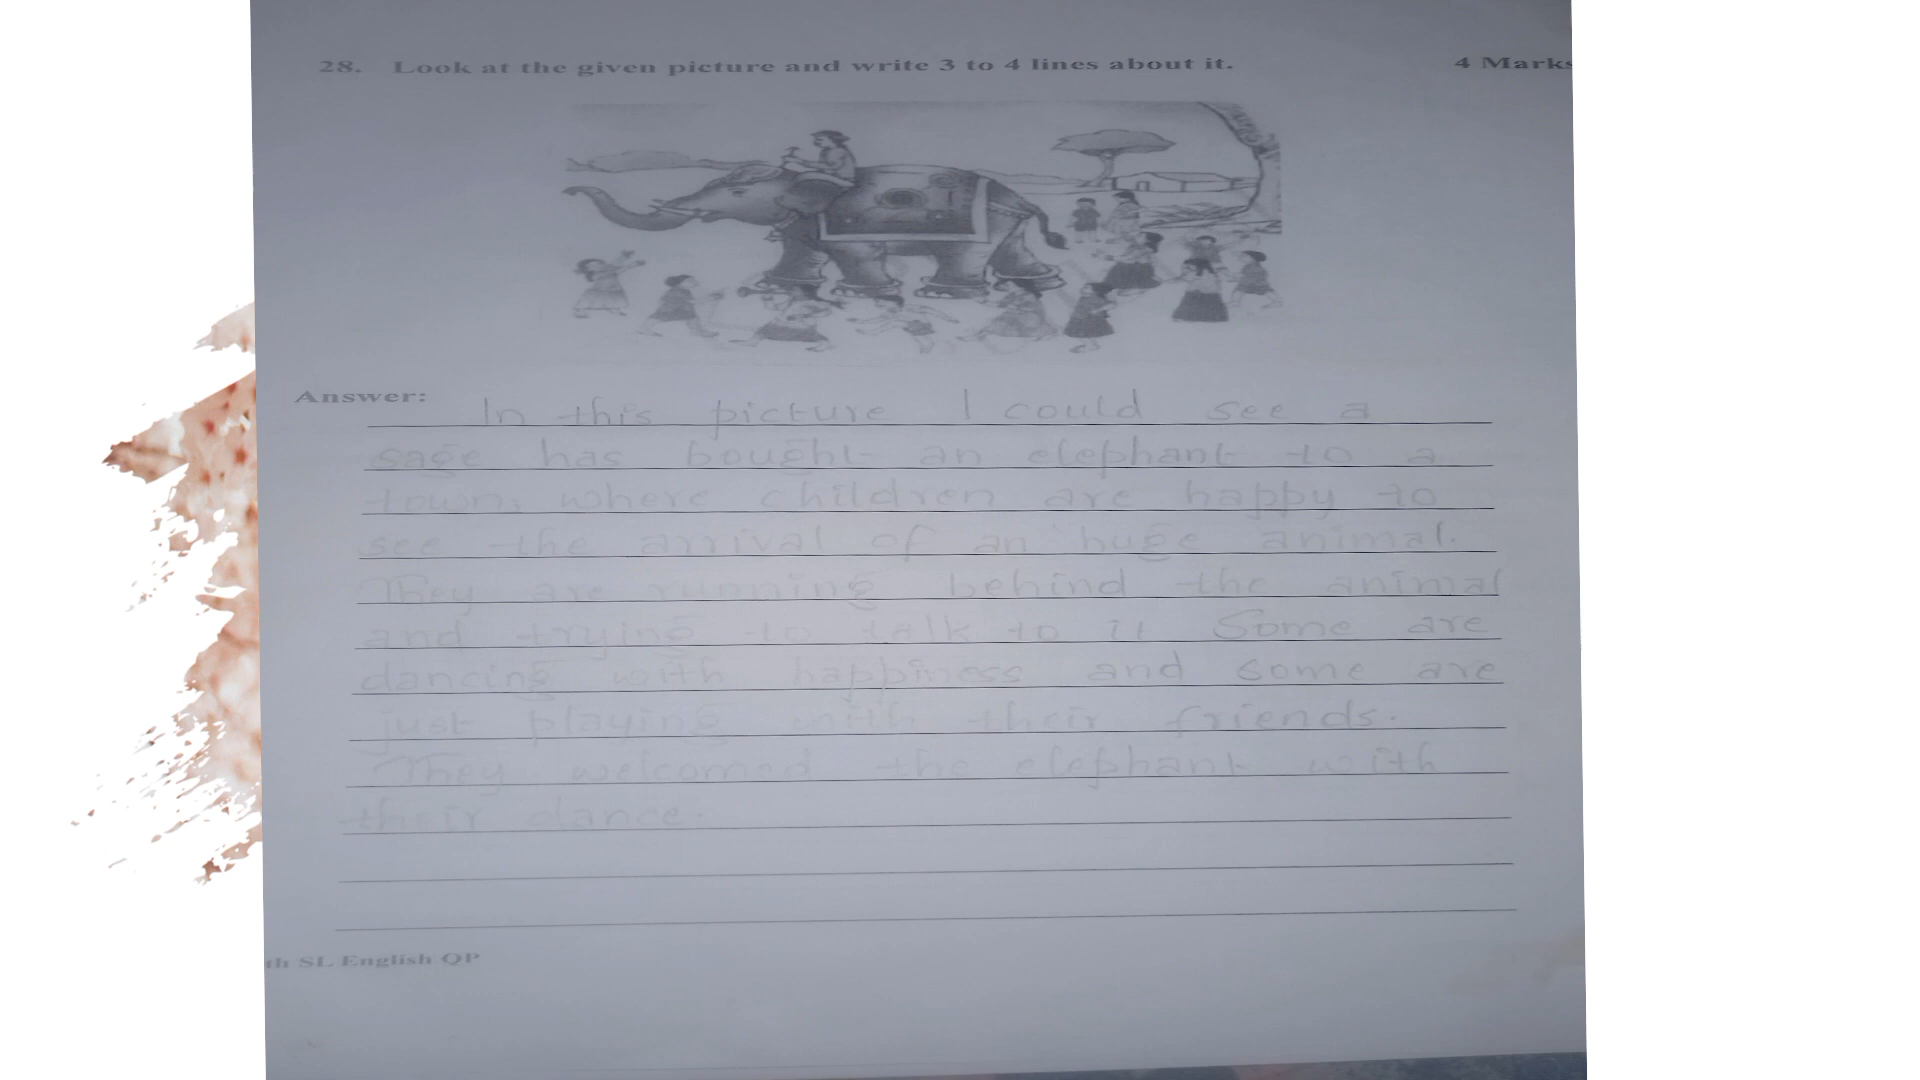 28. Look at the given picture and write 3 to 4 lines about it. 4 Marks
Answer: In this picture I could see a
sage has bought an elephant to a
town, where children are happy to
see the arrival of an huge animal.
They are running behind the animal
and trying to talk to it Some are
dancing with happiness and some are
just playing with their friends.
They welcomed the elephant with
their dance.
th SL English QP